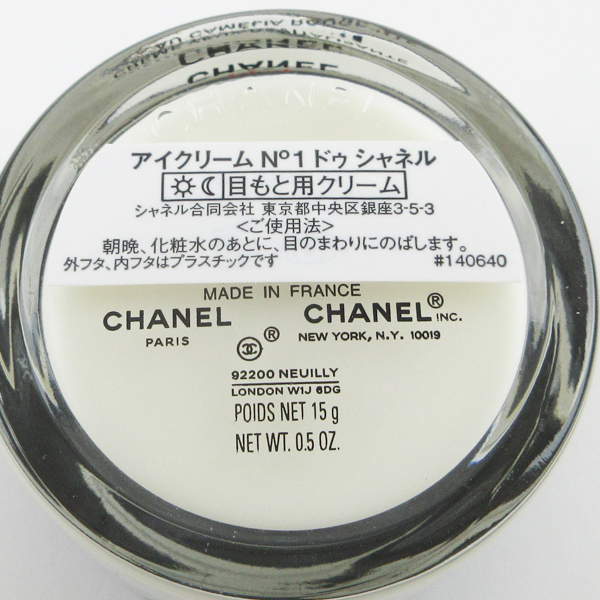 CHANEL
アイクリーム Nº1 ドゥ シャネル
☼☾目もと用クリーム
シャネル合同会社 東京都中央区銀座3-5-3
<ご使用法>
朝晩、化粧水のあとに、目のまわりにのばします。
外フタ、内フタはプラスチックです #140640
MADE IN FRANCE
CHANEL CHANEL® INC.
PARIS ® NEW YORK, N.Y. 10019
92200 NEUILLY
LONDON W1J 6DG
POIDS NET 15 g
NET WT. 0.5 OZ.